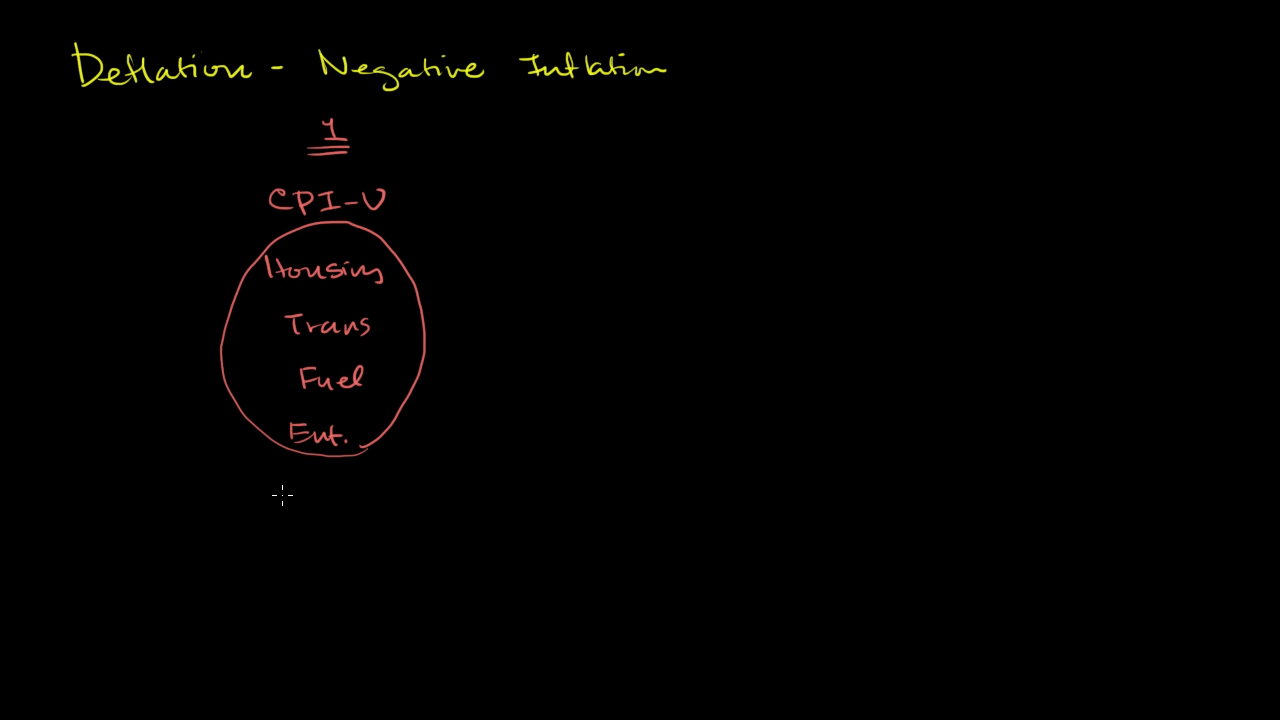 Deflation - Negative Inflation
1
CPI-U
Housing
Trans
Fuel
Ent.